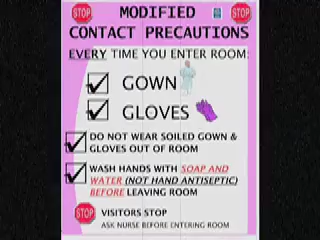 STOP MODIFIED STOP
CONTACT PRECAUTIONS
EVERY TIME YOU ENTER ROOM:
GOWN
GLOVES
DO NOT WEAR SOILED GOWN &
GLOVES OUT OF ROOM
WASH HANDS WITH SOAP AND
WATER (NOT HAND ANTISEPTIC)
BEFORE LEAVING ROOM
STOP VISITORS STOP
ASK NURSE BEFORE ENTERING ROOM